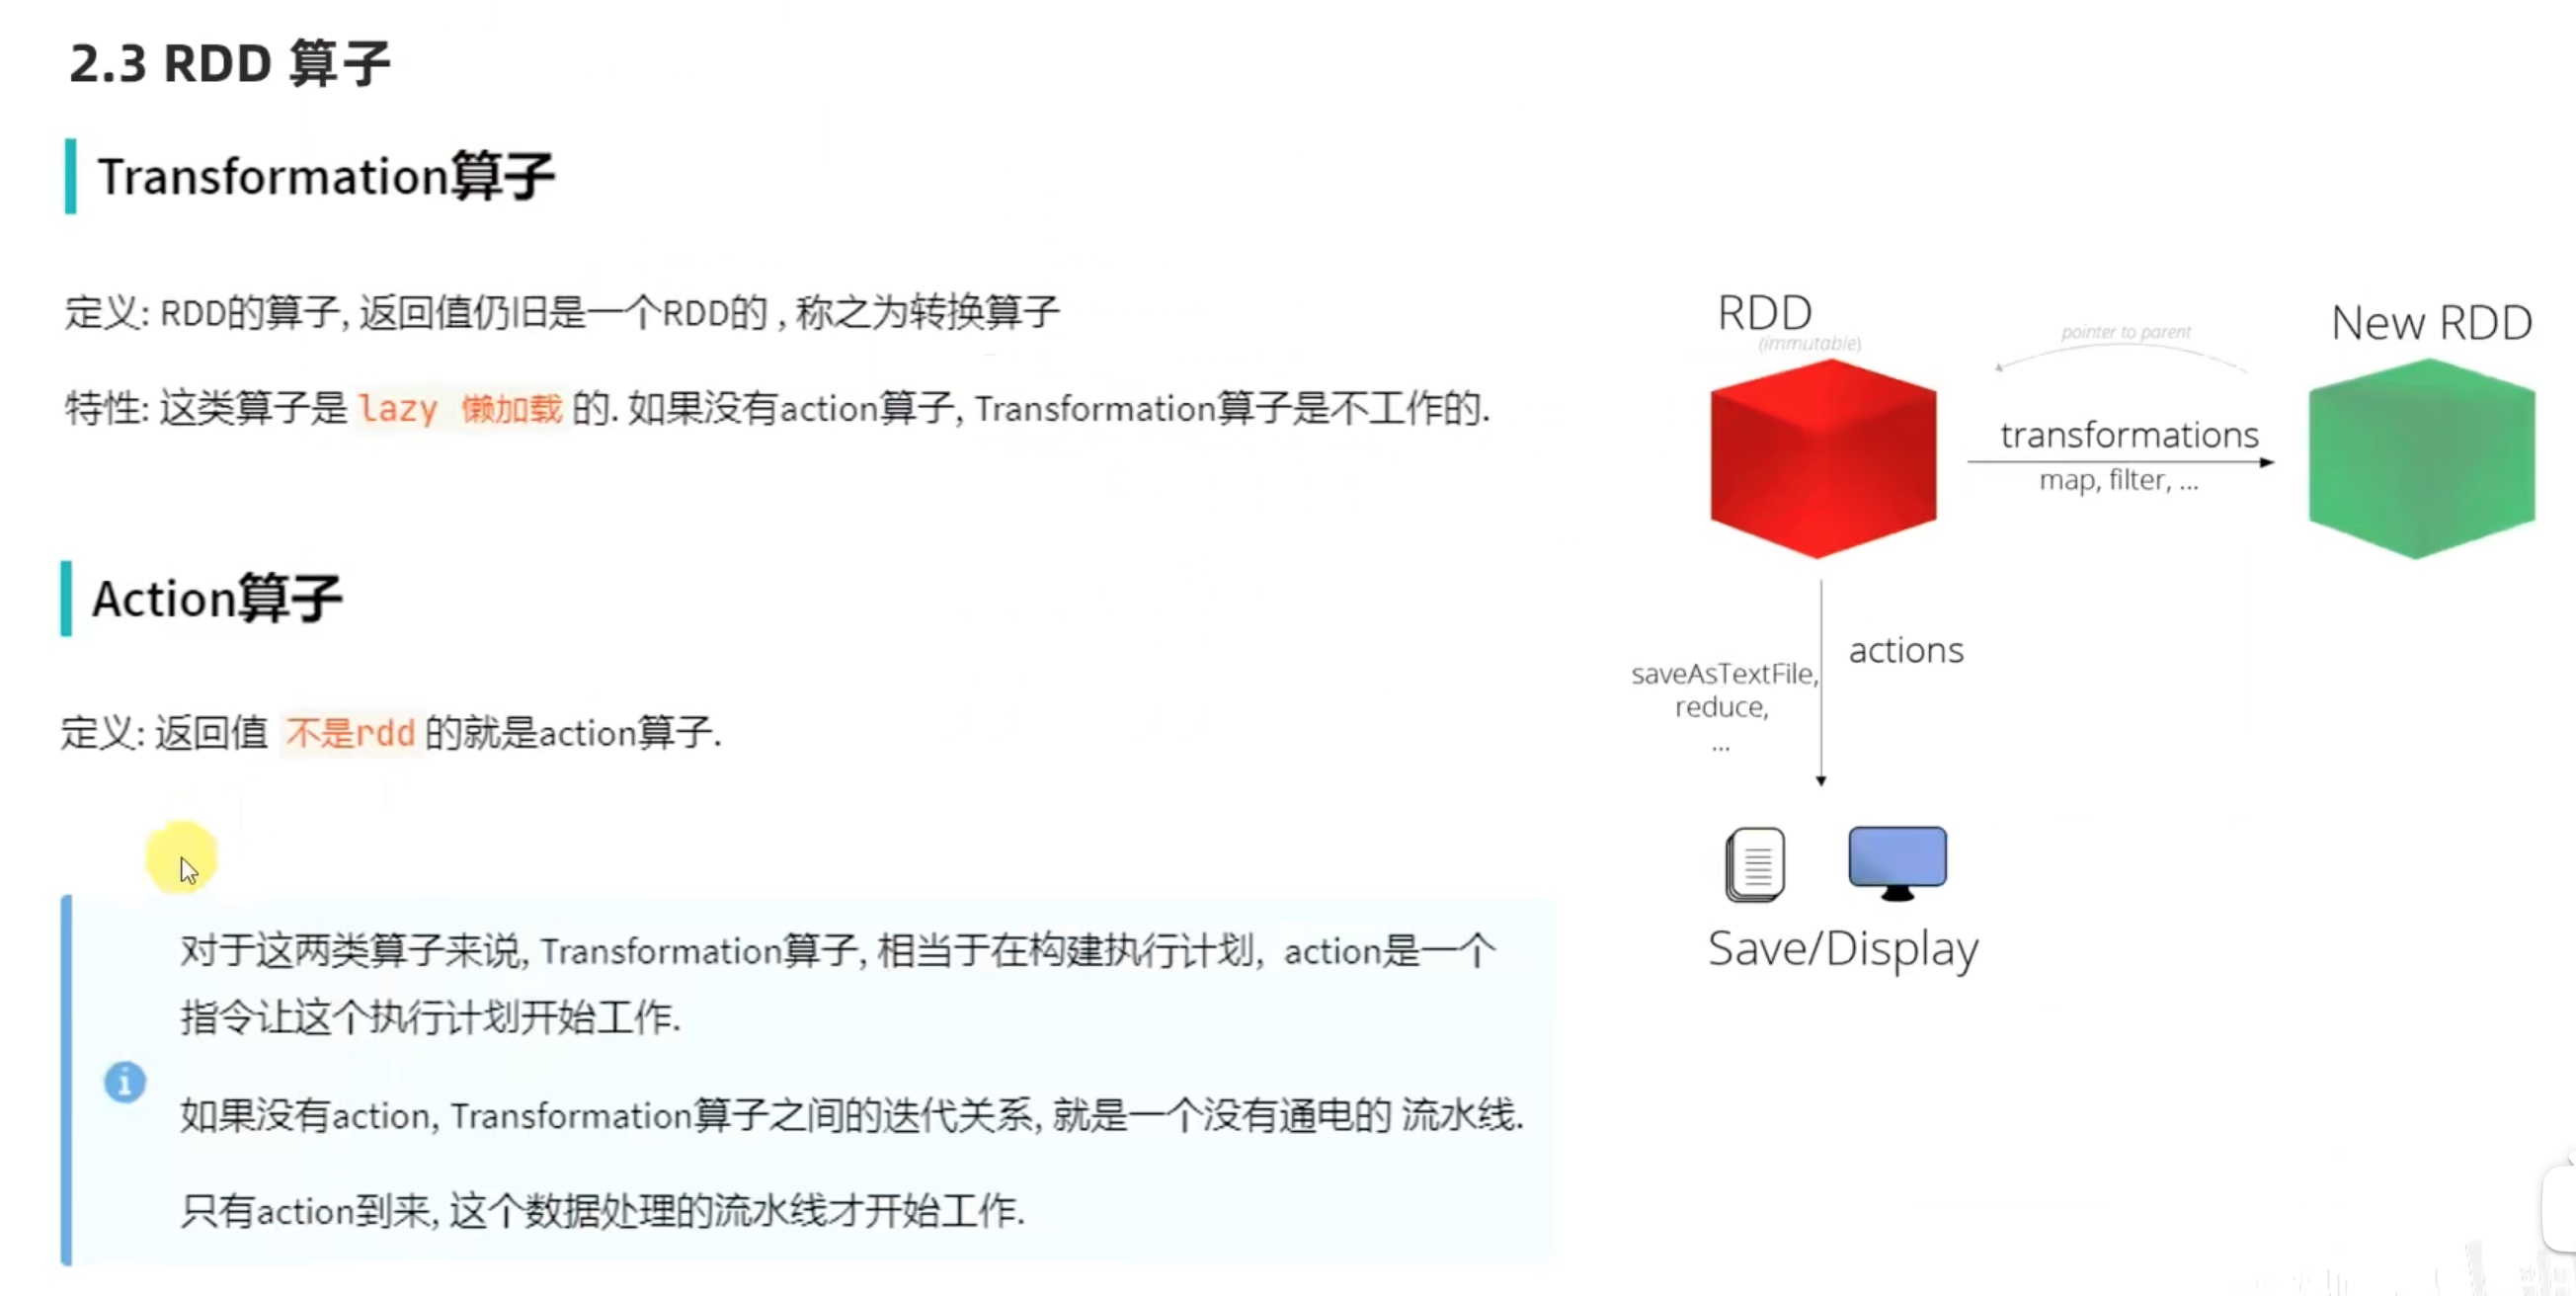 2.3 RDD 算子
Transformation算子
定义: RDD的算子, 返回值仍旧是一个RDD的 , 称之为转换算子
特性: 这类算子是 lazy 懒加载 的. 如果没有action算子, Transformation算子是不工作的.
Action算子
定义: 返回值 不是rdd 的就是action算子.
对于这两类算子来说, Transformation算子, 相当于在构建执行计划, action是一个
指令让这个执行计划开始工作.
如果没有action, Transformation算子之间的迭代关系, 就是一个没有通电的 流水线.
只有action到来, 这个数据处理的流水线才开始工作.
RDD
(immutable)
pointer to parent
New RDD
transformations
map, filter, ...
actions
saveAsTextFile,
reduce,
...
Save/Display